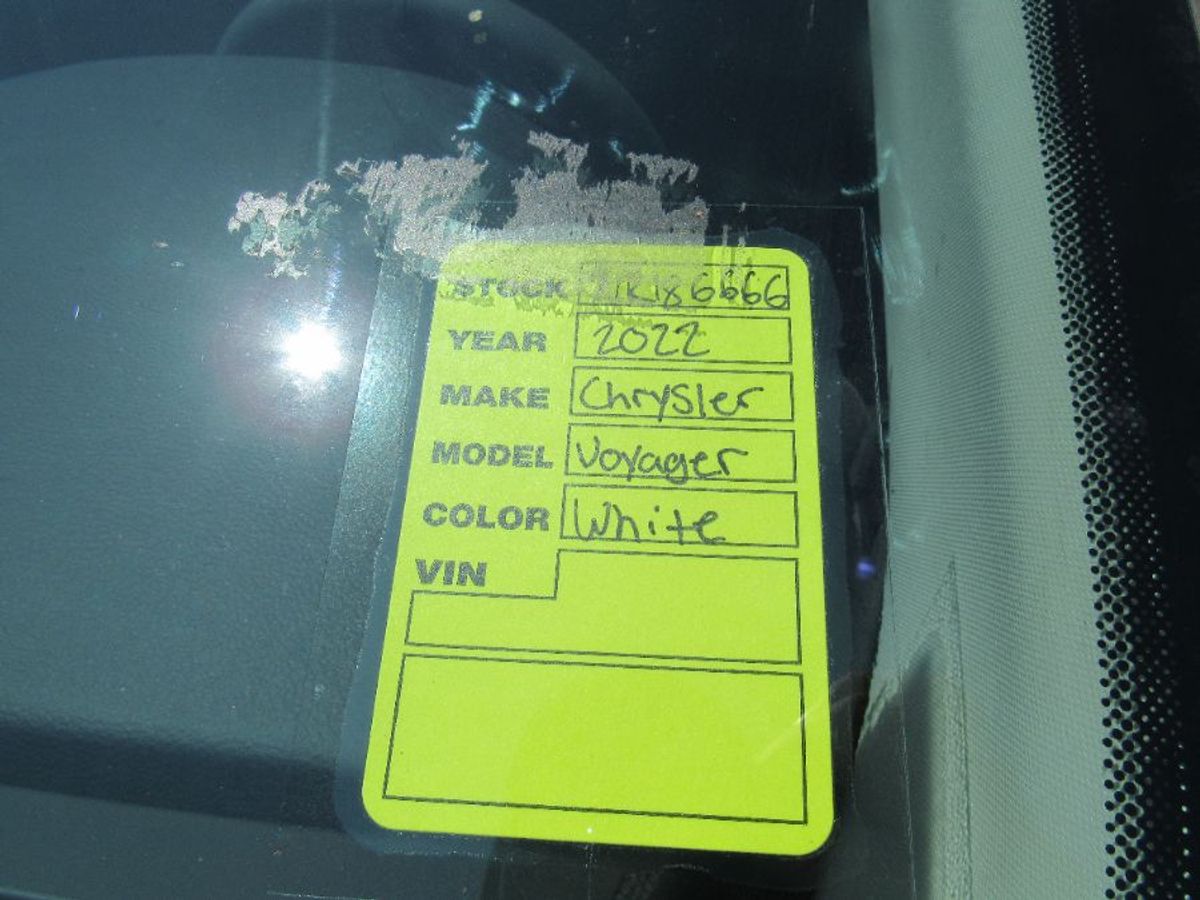 STOCK
YEAR 2022
MAKE Chrysler
MODEL Voyager
COLOR White
VIN